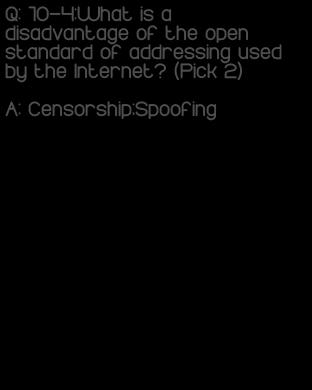 Q: 10-4:What is a
disadvantage of the open
standard of addressing used
by the Internet? (Pick 2)
A: Censorship:Spoofing